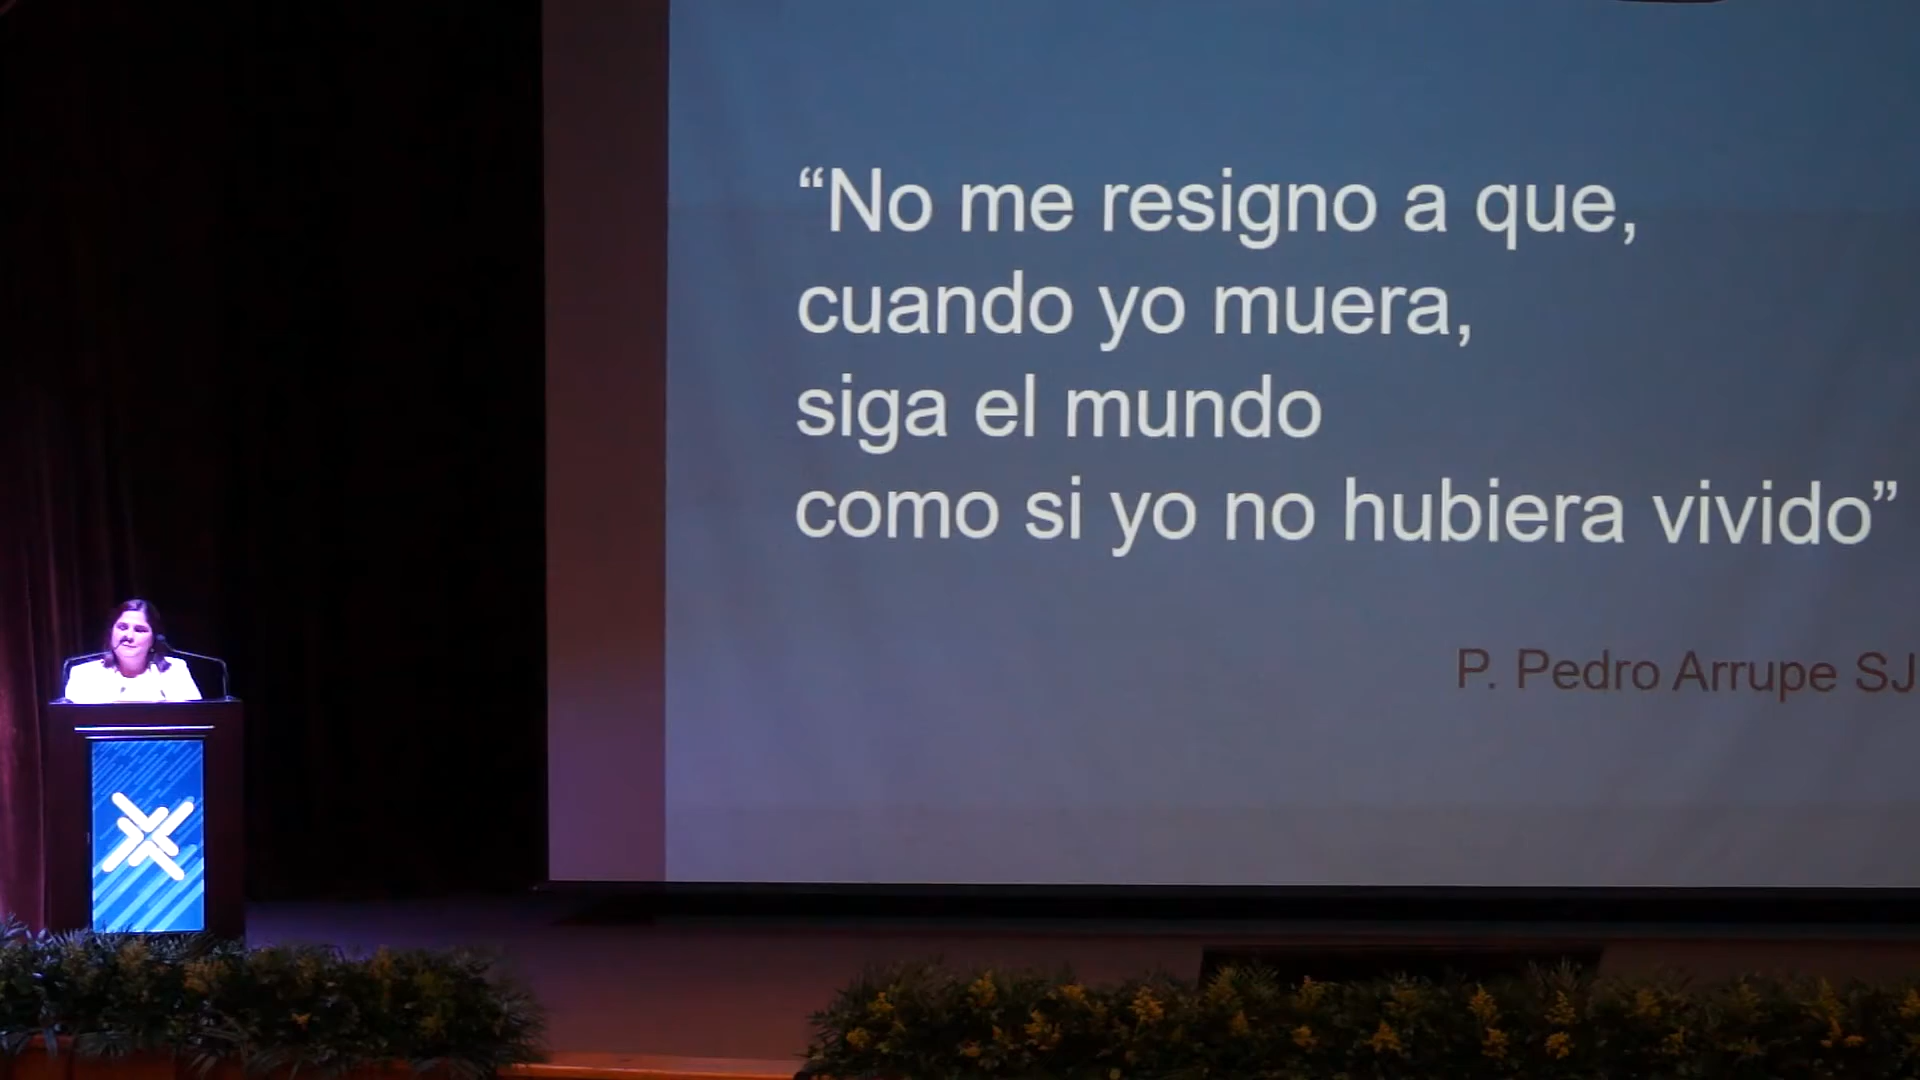 “No me resigno a que,
cuando yo muera,
siga el mundo
como si yo no hubiera vivido”
P. Pedro Arrupe SJ